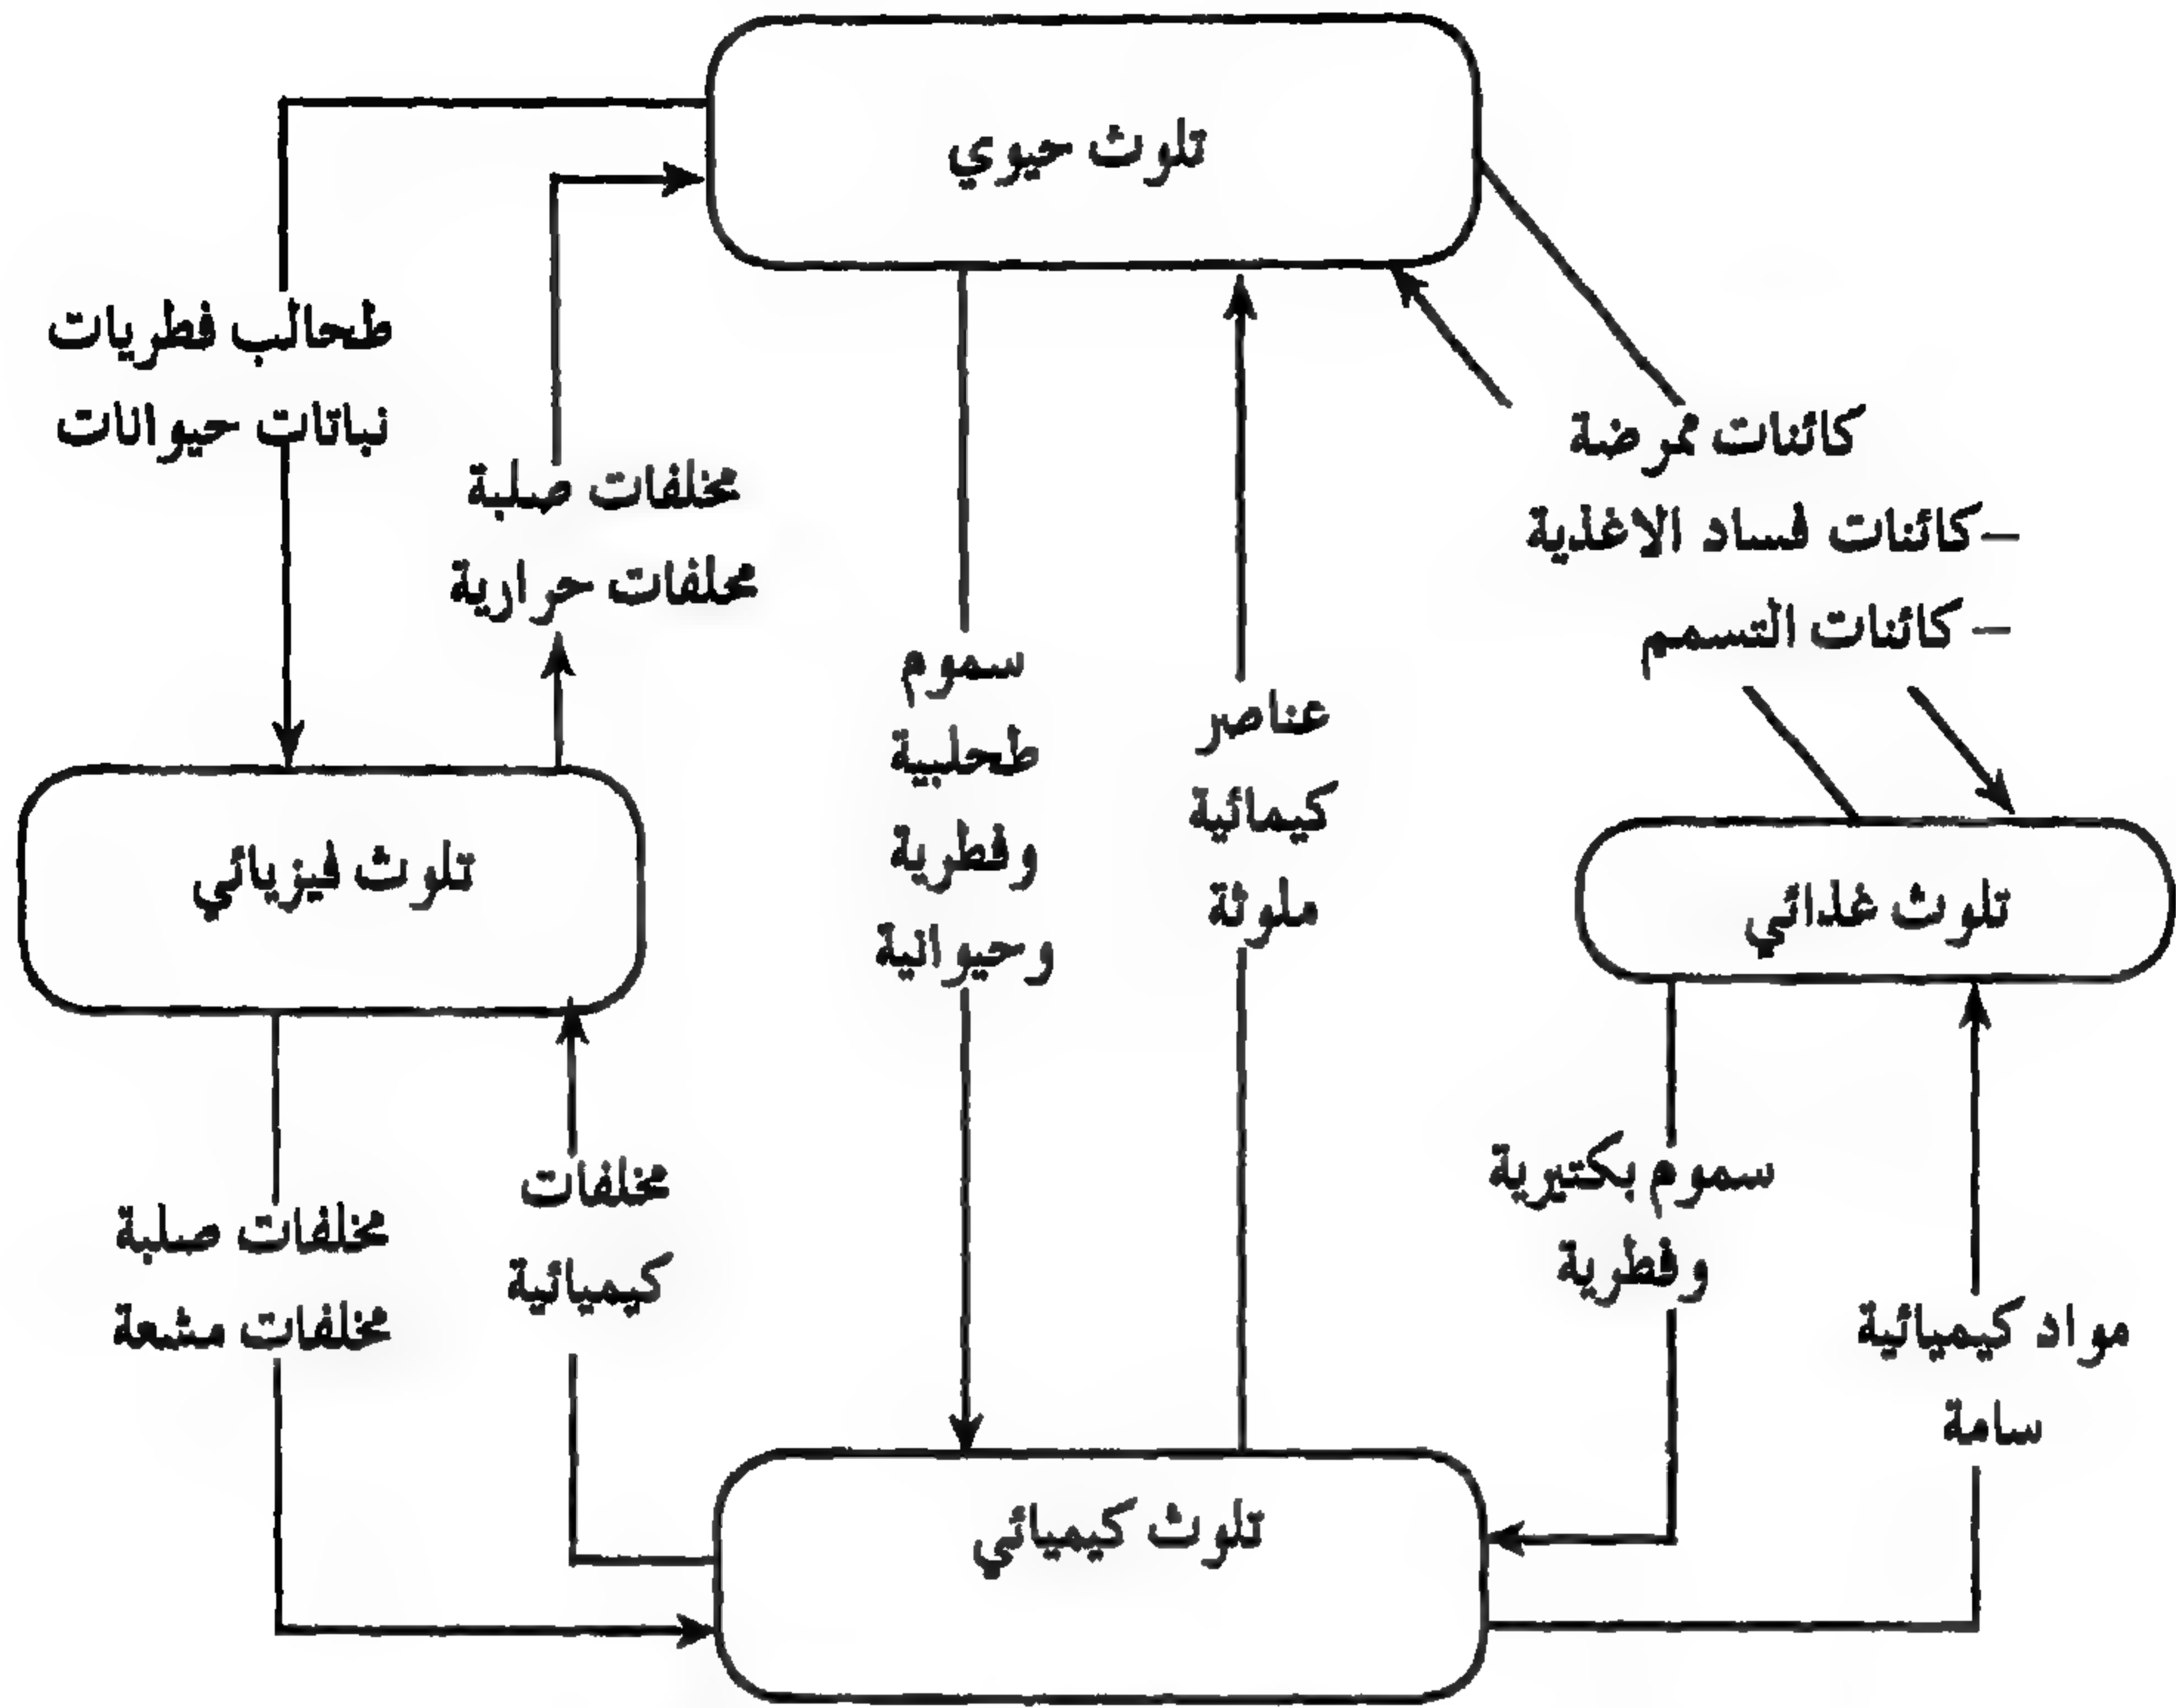 تلوث حيوي
طحالب فطريات
نباتات حيوانات
مخلفات صلبة
مخلفات حرارية
كائنات ممرضة
– كائنات فساد الاغذية
– كائنات التسمم
سموم
طحلبية
وفطرية
وحيوانية
عناصر
كيمائية
ملوثة
تلوث فيزيائي
تلوث غذائي
سموم بكتيرية
وفطرية
مواد كيميائية
سامة
مخلفات
كيميائية
مخلفات صلبة
مخلفات مشعة
تلوث كيميائي